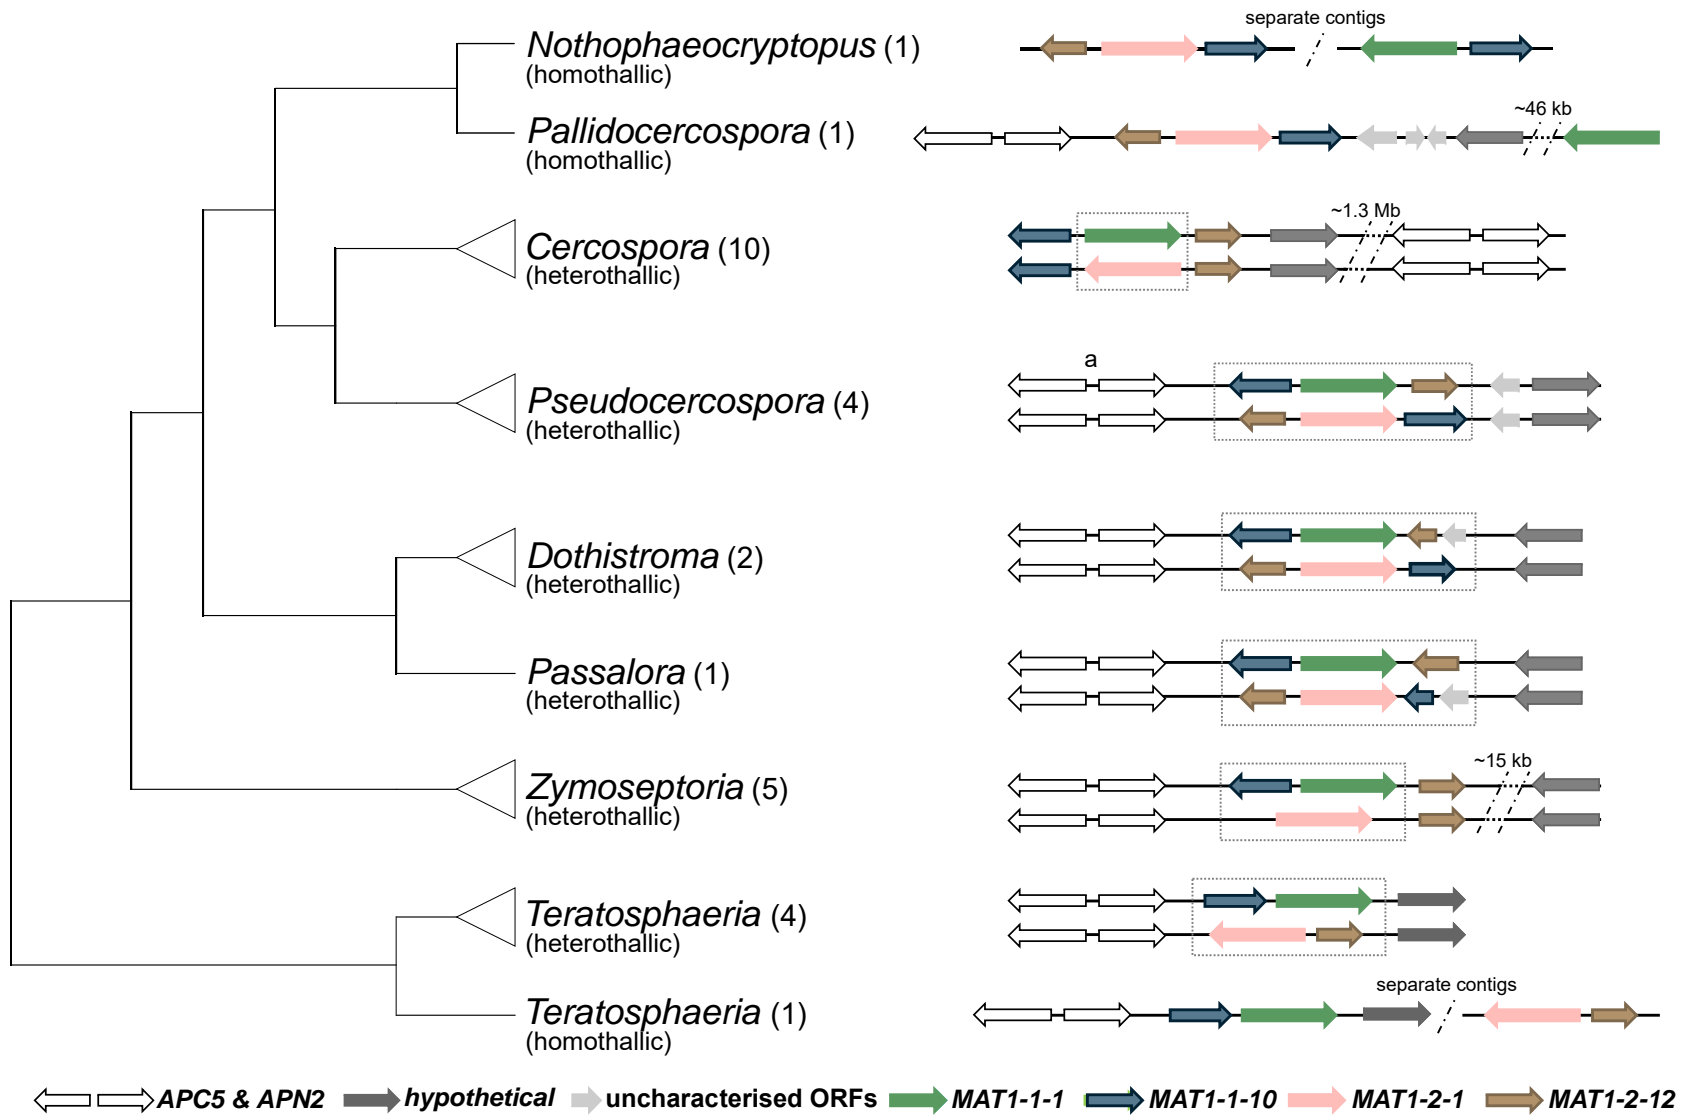 separate contigs
Nothophaeocryptopus (1)
(homothallic)
~46 kb
Pallidocercospora (1)
(homothallic)
~1.3 Mb
Cercospora (10)
(heterothallic)
a
Pseudocercospora (4)
(heterothallic)
Dothistroma (2)
(heterothallic)
Passalora (1)
(heterothallic)
~15 kb
Zymoseptoria (5)
(heterothallic)
Teratosphaeria (4)
(heterothallic)
separate contigs
Teratosphaeria (1)
(homothallic)
APC5 & APN2 hypothetical uncharacterised ORFs MAT1-1-1 MAT1-1-10 MAT1-2-1 MAT1-2-12